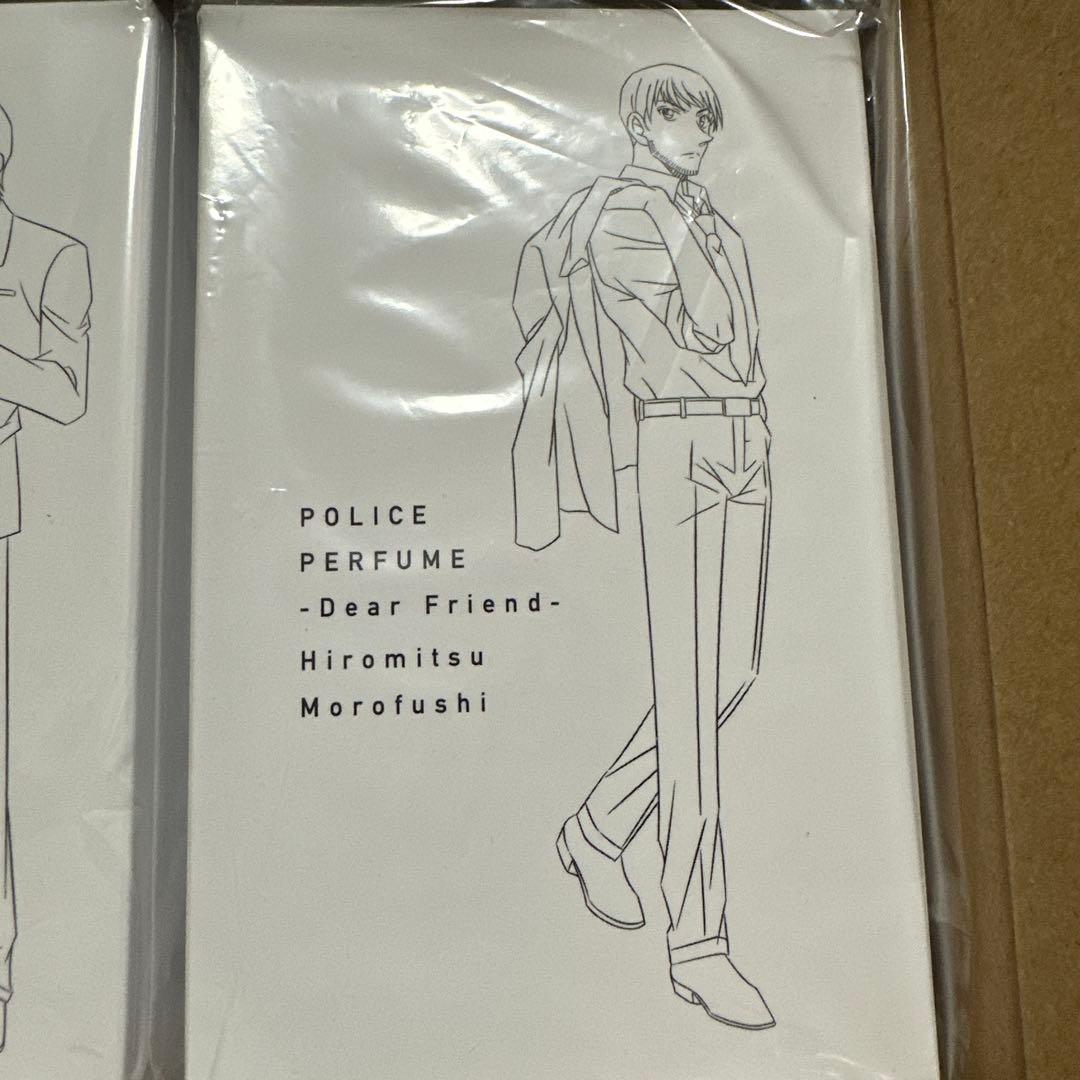 POLICE
PERFUME
-Dear Friend-
Hiromitsu
Morofushi